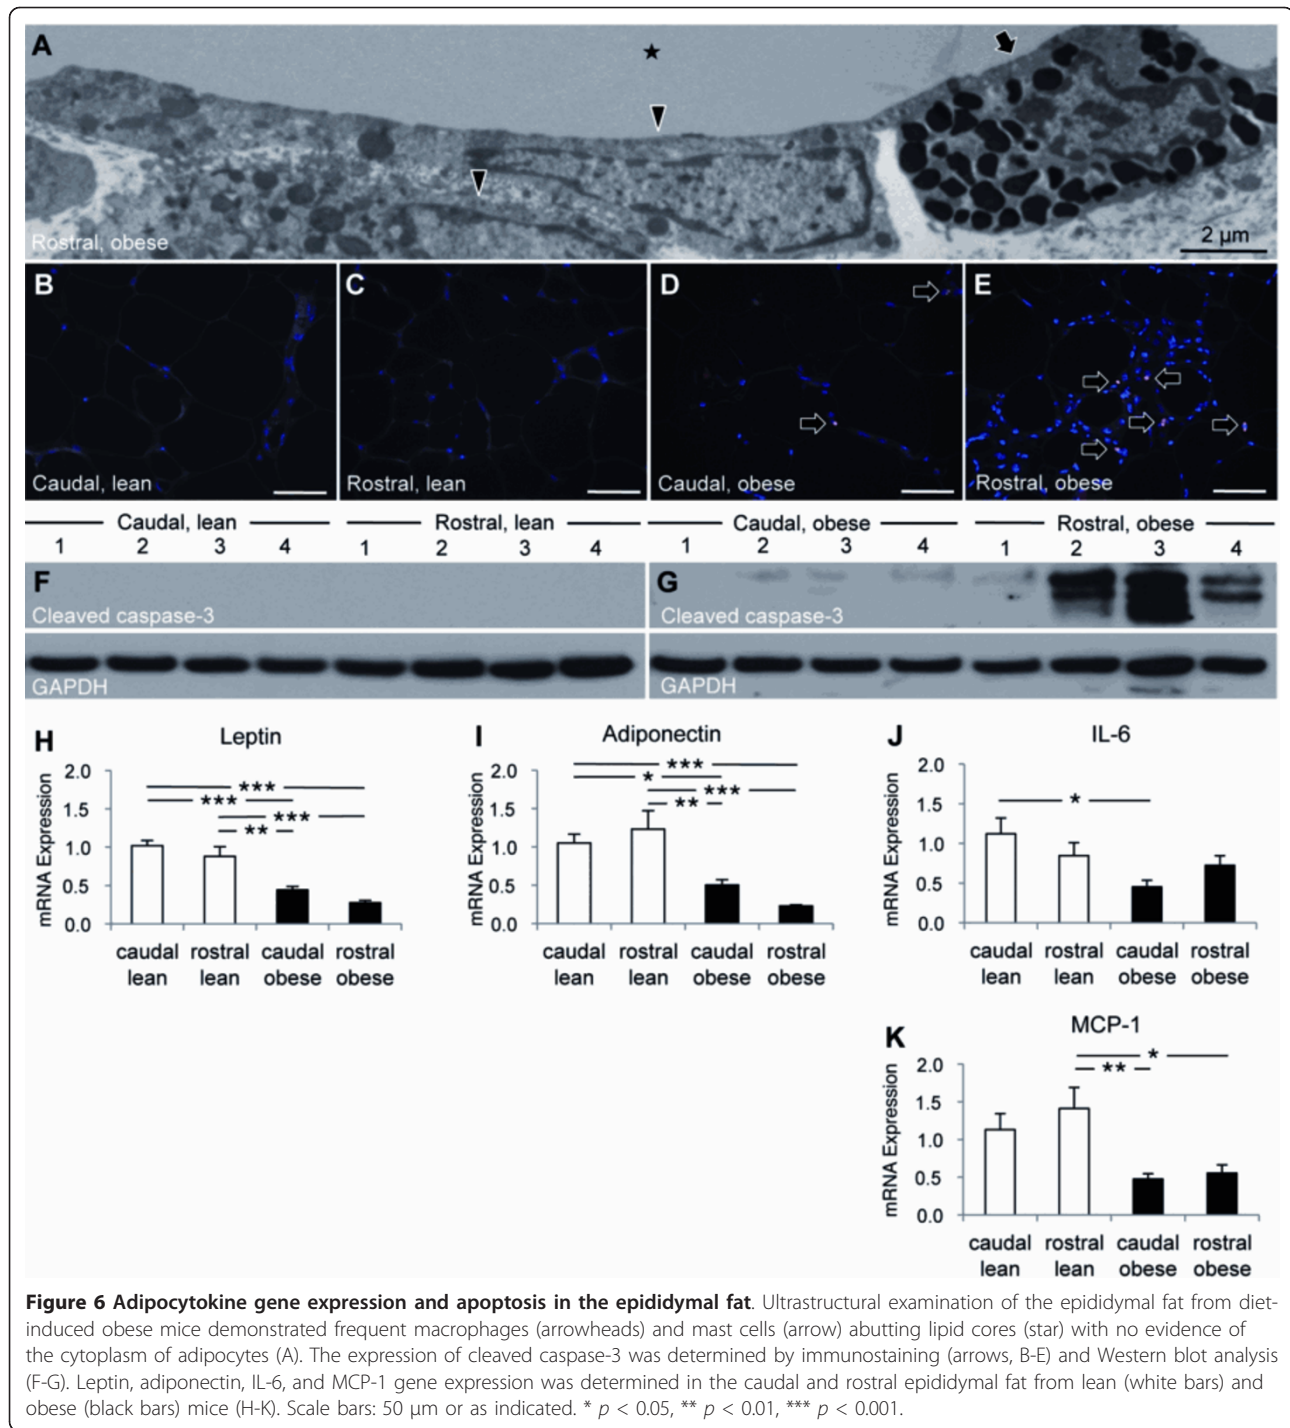 A
Rostral, obese
2 µm
B C D E
Caudal, lean Rostral, lean Caudal, obese Rostral, obese
Caudal, lean Rostral, lean Caudal, obese Rostral, obese
1 2 3 4 1 2 3 4 1 2 3 4 1 2 3 4
F G
Cleaved caspase-3 Cleaved caspase-3
GAPDH GAPDH
H Leptin
*** 
***
***
**
mRNA Expression
2.0
1.5
1.0
0.5
0.0
caudal rostral caudal rostral
lean lean obese obese
I Adiponectin
***
*
***
**
mRNA Expression
2.0
1.5
1.0
0.5
0.0
caudal rostral caudal rostral
lean lean obese obese
J IL-6
*
mRNA Expression
2.0
1.5
1.0
0.5
0.0
caudal rostral caudal rostral
lean lean obese obese
K MCP-1
*
**
mRNA Expression
2.0
1.5
1.0
0.5
0.0
caudal rostral caudal rostral
lean lean obese obese
Figure 6 Adipocytokine gene expression and apoptosis in the epididymal fat. Ultrastructural examination of the epididymal fat from diet-
induced obese mice demonstrated frequent macrophages (arrowheads) and mast cells (arrow) abutting lipid cores (star) with no evidence of
the cytoplasm of adipocytes (A). The expression of cleaved caspase-3 was determined by immunostaining (arrows, B-E) and Western blot analysis
(F-G). Leptin, adiponectin, IL-6, and MCP-1 gene expression was determined in the caudal and rostral epididymal fat from lean (white bars) and
obese (black bars) mice (H-K). Scale bars: 50 µm or as indicated. * p < 0.05, ** p < 0.01, *** p < 0.001.